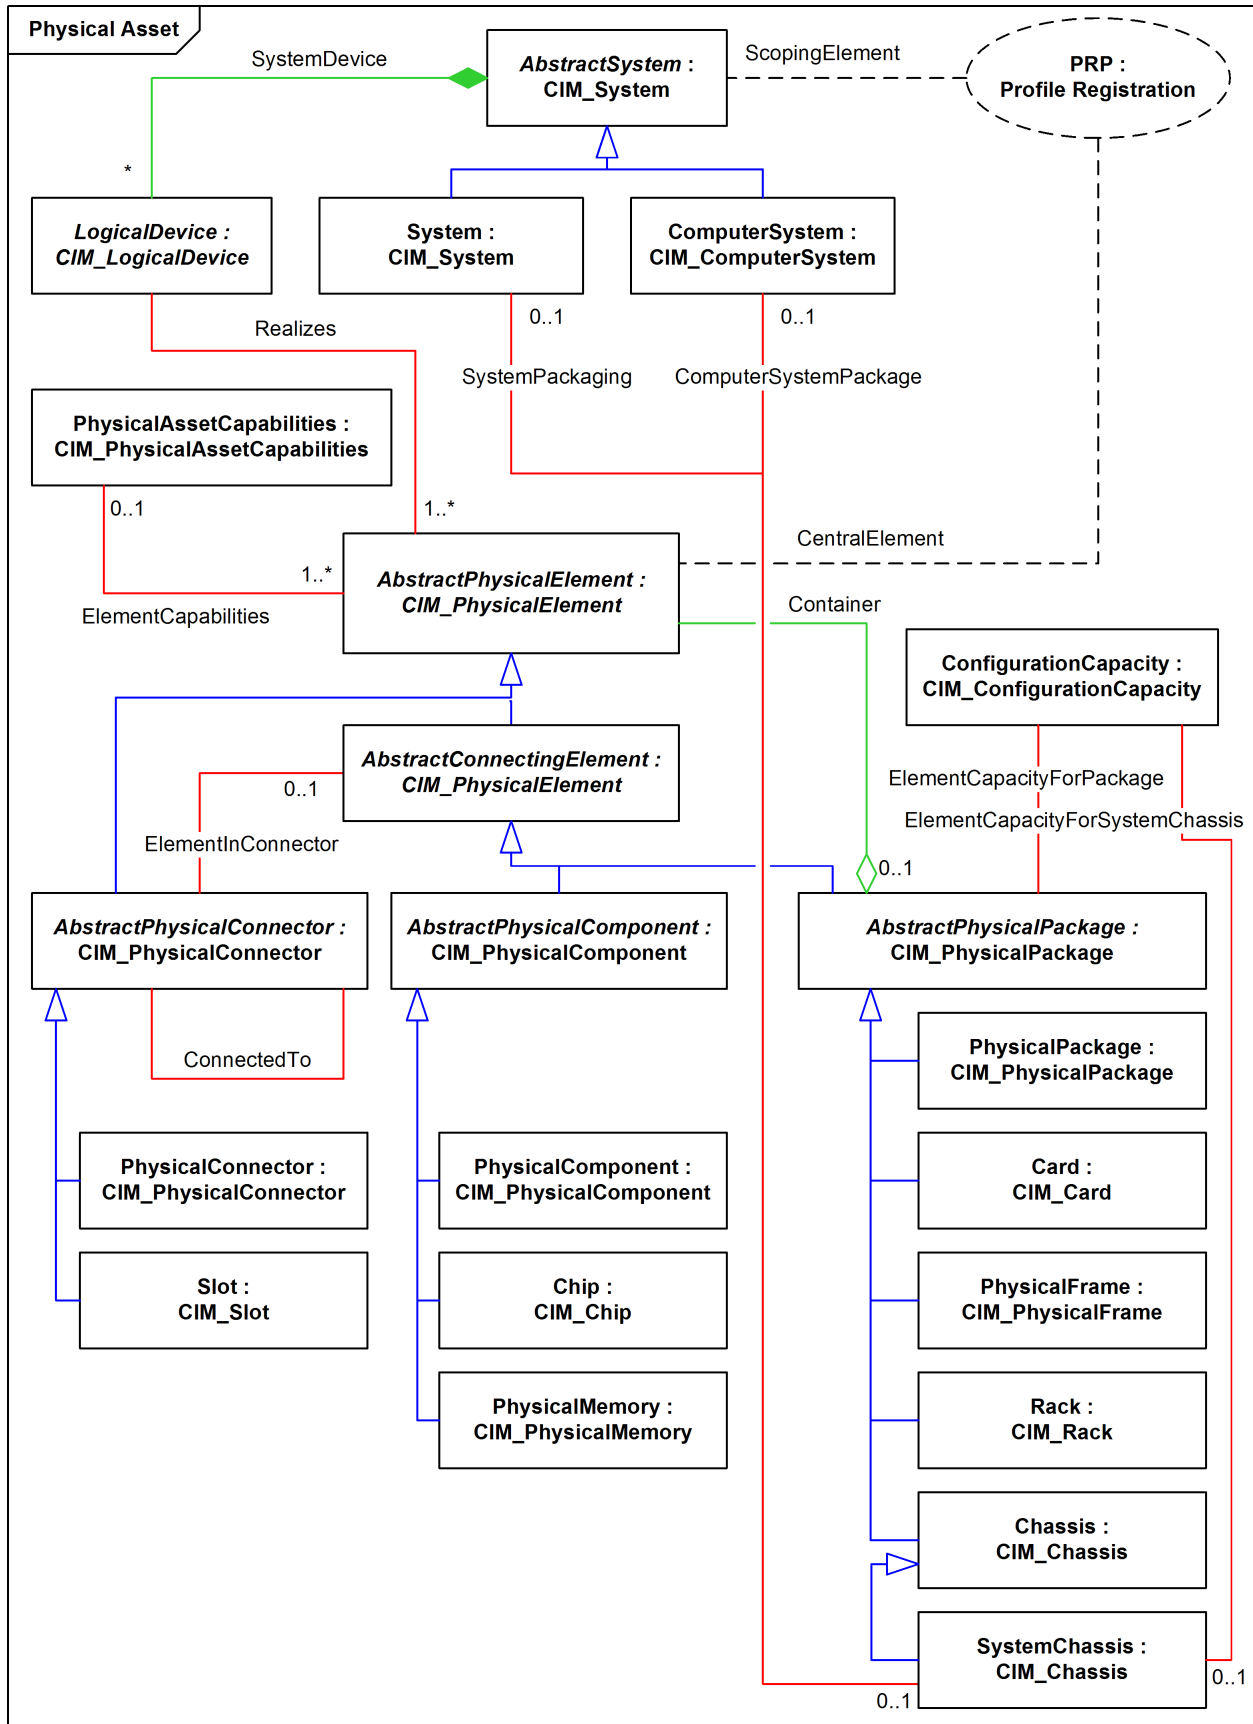 Physical Asset
SystemDevice
AbstractSystem :
CIM_System
ScopingElement
PRP :
Profile Registration
*
LogicalDevice :
CIM_LogicalDevice
System :
CIM_System
ComputerSystem :
CIM_ComputerSystem
0..1
0..1
Realizes
SystemPackaging
ComputerSystemPackage
PhysicalAssetCapabilities :
CIM_PhysicalAssetCapabilities
0..1
1..*
CentralElement
1..*
AbstractPhysicalElement :
CIM_PhysicalElement
ElementCapabilities
Container
ConfigurationCapacity :
CIM_ConfigurationCapacity
AbstractConnectingElement :
CIM_PhysicalElement
0..1
ElementCapacityForPackage
ElementCapacityForSystemChassis
ElementInConnector
0..1
AbstractPhysicalConnector :
CIM_PhysicalConnector
AbstractPhysicalComponent :
CIM_PhysicalComponent
AbstractPhysicalPackage :
CIM_PhysicalPackage
ConnectedTo
PhysicalPackage :
CIM_PhysicalPackage
PhysicalConnector :
CIM_PhysicalConnector
PhysicalComponent :
CIM_PhysicalComponent
Card :
CIM_Card
Slot :
CIM_Slot
Chip :
CIM_Chip
PhysicalFrame :
CIM_PhysicalFrame
PhysicalMemory :
CIM_PhysicalMemory
Rack :
CIM_Rack
Chassis :
CIM_Chassis
SystemChassis :
CIM_Chassis
0..1
0..1